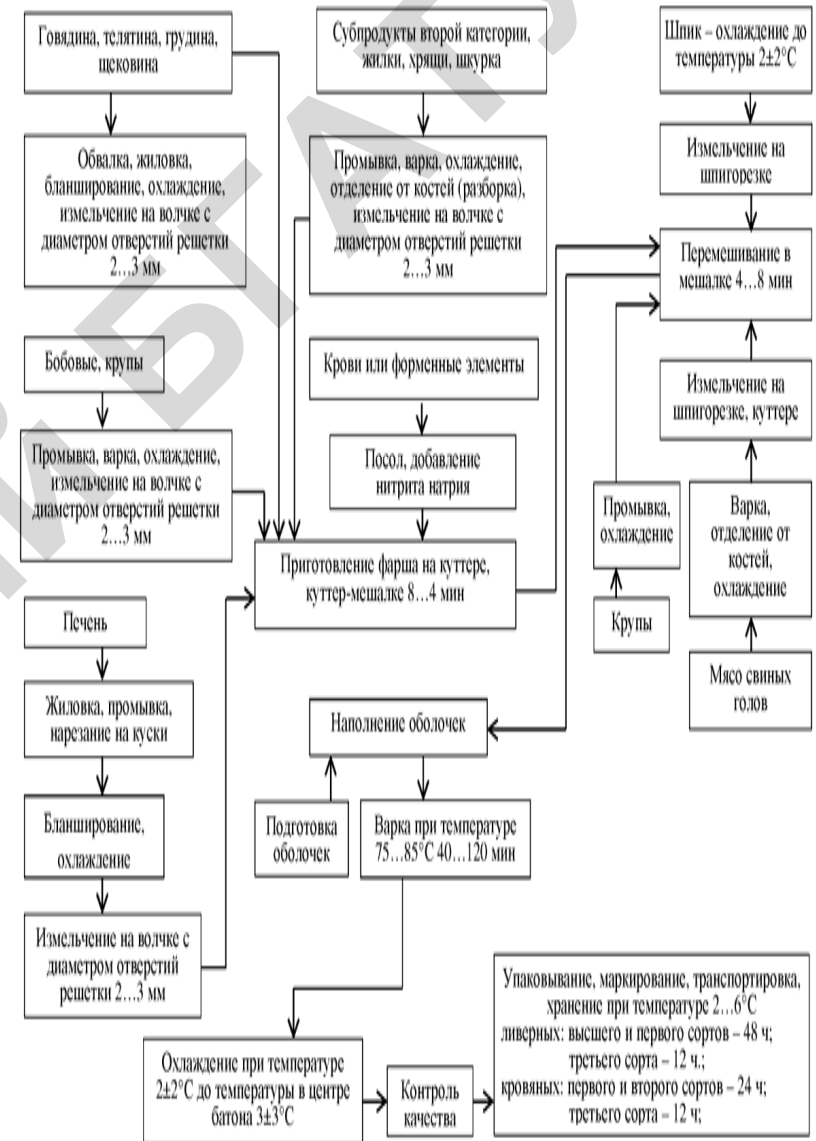 Говядина, телятина, грудина,
щековина
Субпродукты второй категории,
жилки, хрящи, шкурка
Шпик – охлаждение до
температуры 2±2°С
Обвалка, жиловка,
бланширование, охлаждение,
измельчение на волчке с
диаметром отверстий решетки
2…3 мм
Промывка, варка, охлаждение,
отделение от костей (разборка),
измельчение на волчке с
диаметром отверстий решетки
2…3 мм
Измельчение на
шпигорезке
Перемешивание в
мешалке 4…8 мин
Бобовые, крупы
Крови или форменные элементы
Измельчение на
шпигорезке, куттере
Промывка, варка, охлаждение,
измельчение на волчке с
диаметром отверстий решетки
2…3 мм
Посол, добавление
нитрита натрия
Промывка,
охлаждение
Варка,
отделение от
костей,
охлаждение
Приготовление фарша на куттере,
куттер-мешалке 8…4 мин
Печень
Крупы
Мясо свиных
голов
Жиловка, промывка,
нарезание на куски
Наполнение оболочек
Бланширование,
охлаждение
Подготовка
оболочек
Варка при температуре
75…85°С 40…120 мин
Измельчение на волчке с
диаметром отверстий
решетки 2…3 мм
Охлаждение при температуре
2±2°С до температуры в центре
батона 3±3°С
Контроль
качества
Упаковывание, маркирование, транспортировка,
хранение при температуре 2…6°С
ливерных: высшего и первого сортов – 48 ч;
третьего сорта – 12 ч.;
кровяных: первого и второго сортов – 24 ч;
третьего сорта – 12 ч;